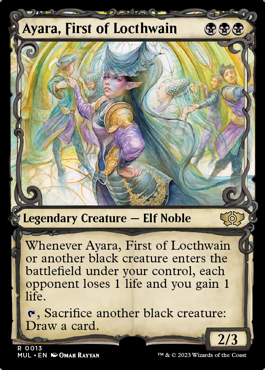 Ayara, First of Locthwain
Legendary Creature — Elf Noble
Whenever Ayara, First of Locthwain
or another black creature enters the
battlefield under your control, each
opponent loses 1 life and you gain 1
life.
, Sacrifice another black creature:
Draw a card.
2/3
R 0013
MUL • EN OMAR RAYYAN
™ & © 2023 Wizards of the Coast